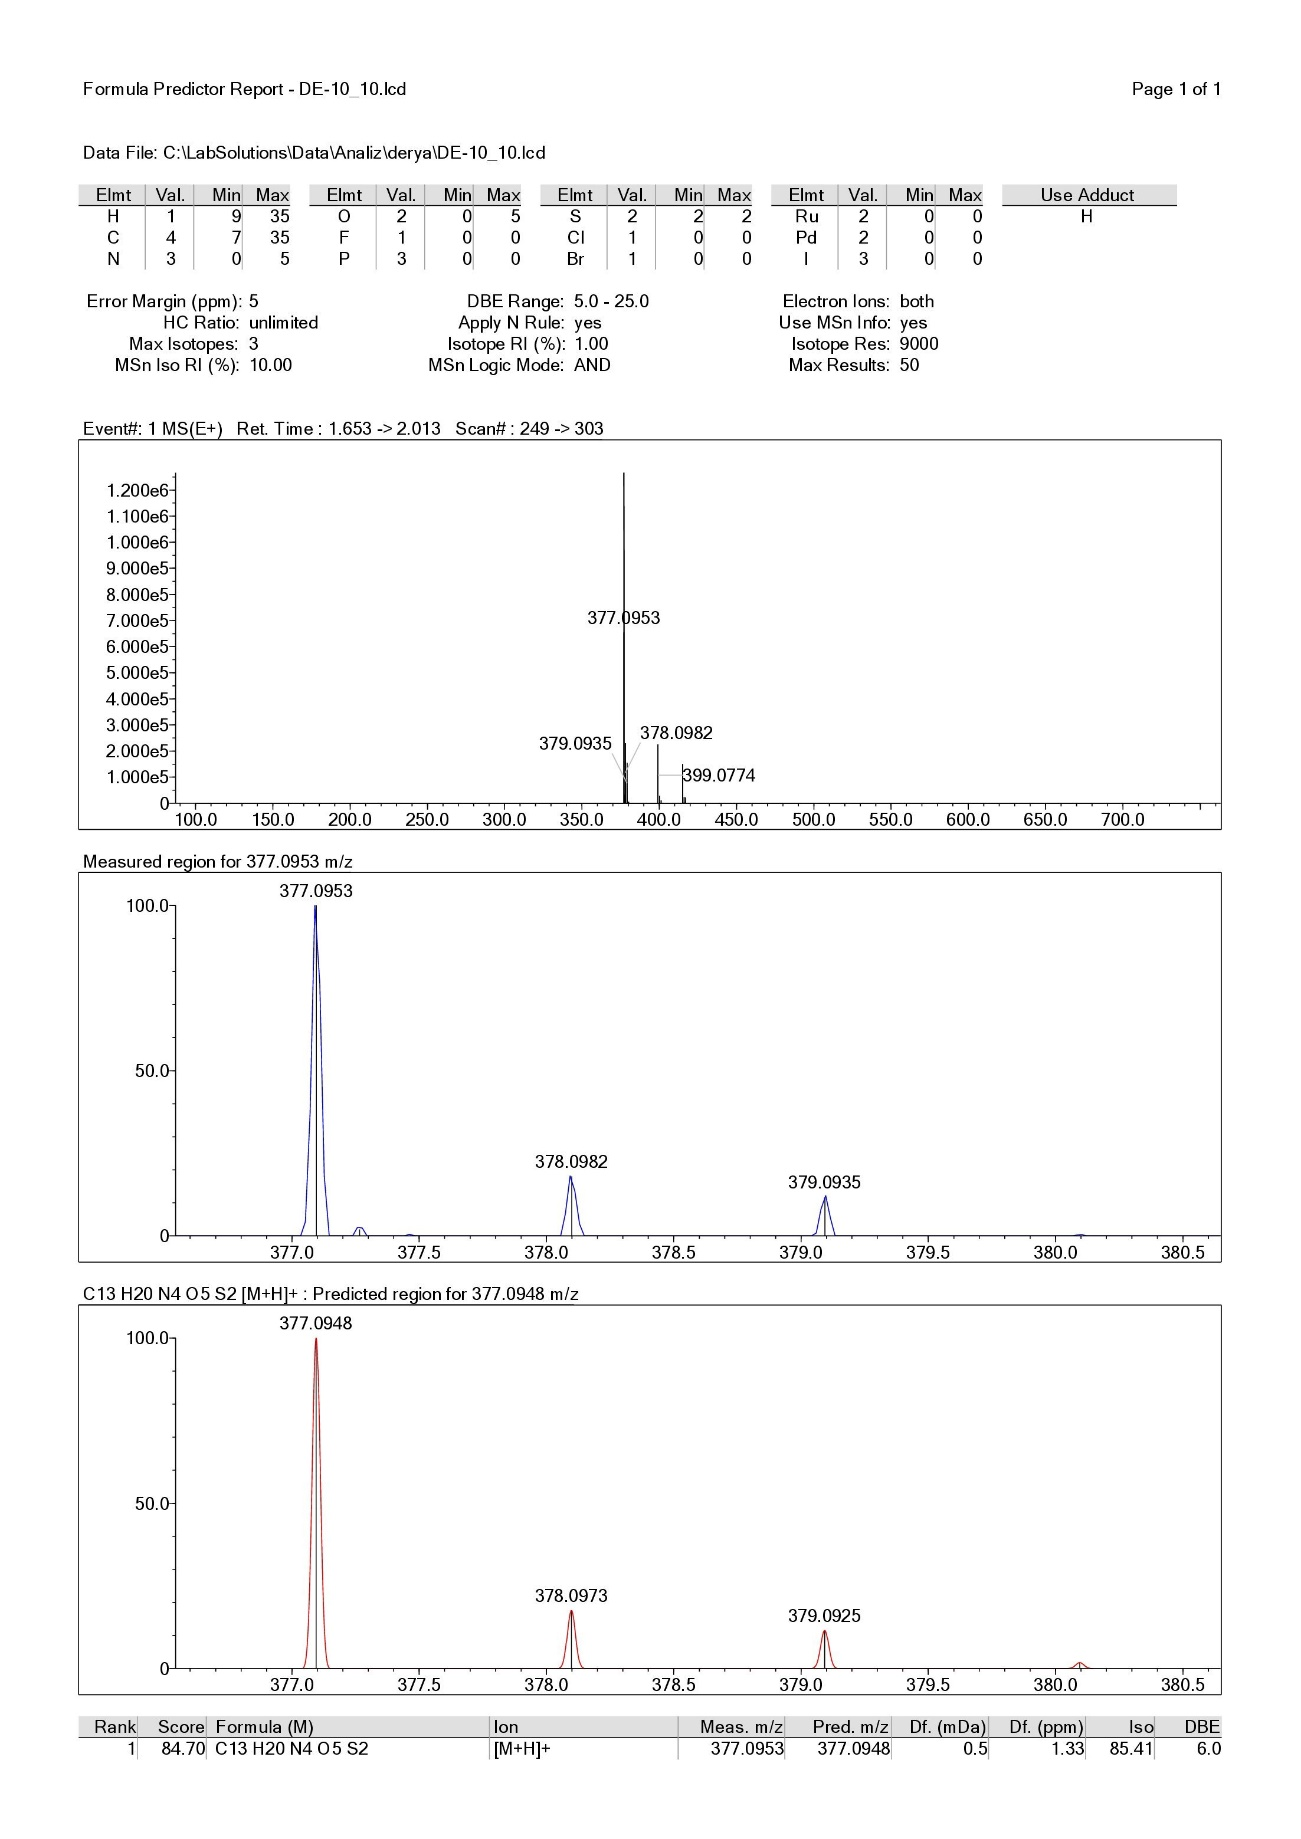 Formula Predictor Report - DE-10_10.lcd Page 1 of 1
Data File: C:\LabSolutions\Data\Analiz\derya\DE-10_10.lcd
Elmt Val. Min Max Elmt Val. Min Max Elmt Val. Min Max Elmt Val. Min Max Use Adduct
H 1 9 35 O 2 0 5 S 2 2 2 Ru 2 0 0 H
C 4 7 35 F 1 0 0 Cl 1 0 0 Pd 2 0 0
N 3 0 5 P 3 0 0 Br 1 0 0 I 3 0 0
Error Margin (ppm): 5 DBE Range: 5.0 - 25.0 Electron Ions: both
HC Ratio: unlimited Apply N Rule: yes Use MSn Info: yes
Max Isotopes: 3 Isotope RI (%): 1.00 Isotope Res: 9000
MSn Iso RI (%): 10.00 MSn Logic Mode: AND Max Results: 50
Event#: 1 MS(E+) Ret. Time : 1.653 -> 2.013 Scan# : 249 -> 303
1.200e6
1.100e6
1.000e6
9.000e5
8.000e5
7.000e5
377.0953
6.000e5
5.000e5
4.000e5
3.000e5
378.0982
379.0935
2.000e5
1.000e5
399.0774
0
100.0 150.0 200.0 250.0 300.0 350.0 400.0 450.0 500.0 550.0 600.0 650.0 700.0
Measured region for 377.0953 m/z
377.0953
100.0
50.0
378.0982
379.0935
0
377.0 377.5 378.0 378.5 379.0 379.5 380.0 380.5
C13 H20 N4 O5 S2 [M+H]+ : Predicted region for 377.0948 m/z
377.0948
100.0
50.0
378.0973
379.0925
0
377.0 377.5 378.0 378.5 379.0 379.5 380.0 380.5
Rank Score Formula (M) Ion Meas. m/z Pred. m/z Df. (mDa) Df. (ppm) Iso DBE
1 84.70 C13 H20 N4 O5 S2 [M+H]+ 377.0953 377.0948 0.5 1.33 85.41 6.0